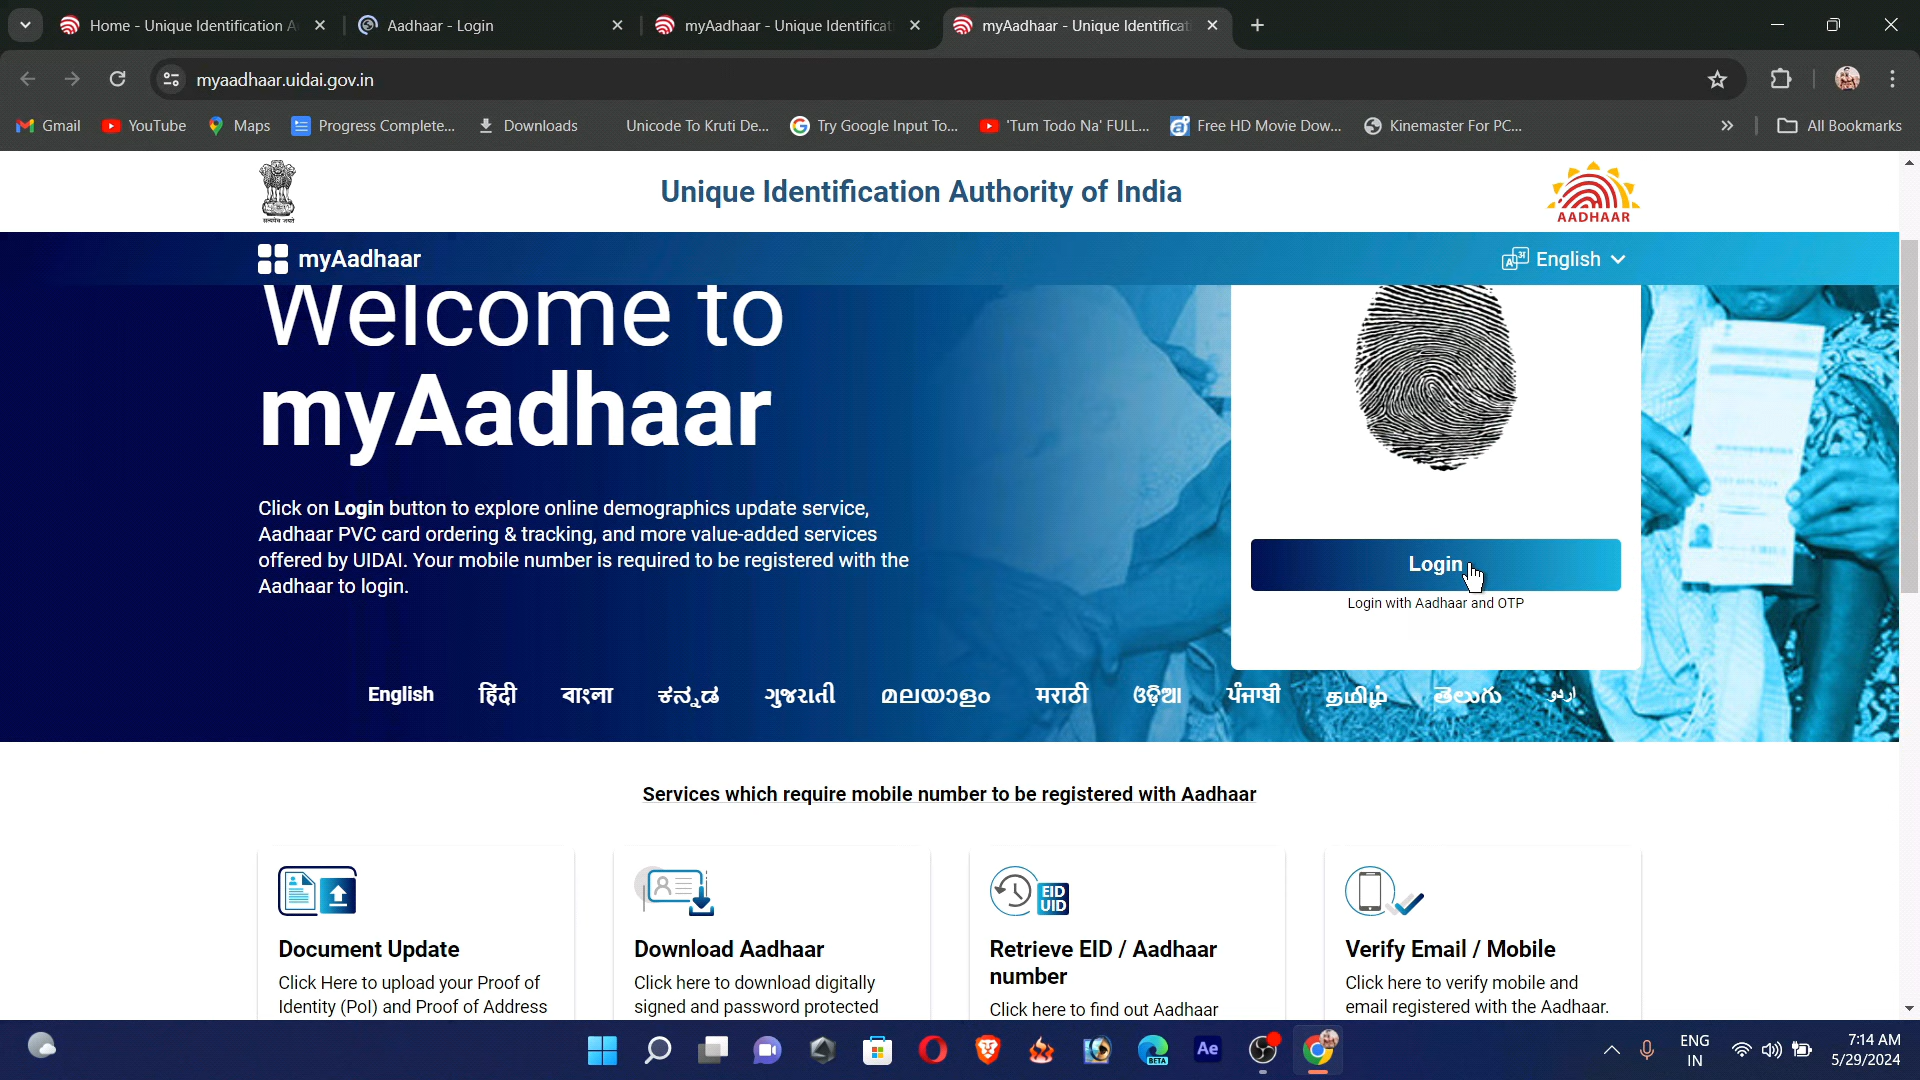 Home - Unique Identification A
Aadhaar - Login
myAadhaar - Unique Identificati
myAadhaar - Unique Identificati
myaadhaar.uidai.gov.in
Gmail
YouTube
Maps
Progress Complete...
Downloads
Unicode To Kruti De...
Try Google Input To...
'Tum Todo Na' FULL...
Free HD Movie Dow...
Kinemaster For PC...
All Bookmarks
सत्यमेव जयते
Unique Identification Authority of India
AADHAAR
myAadhaar
English
Welcome to
myAadhaar
Click on Login button to explore online demographics update service,
Aadhaar PVC card ordering & tracking, and more value-added services
offered by UIDAI. Your mobile number is required to be registered with the
Aadhaar to login.
Login
Login with Aadhaar and OTP
English हिंदी বাংলা ಕನ್ನಡ ગુજરાતી മലയാളം मराठी ଓଡ଼ିଆ ਪੰਜਾਬੀ தமிழ் తెలుగు اردو
Services which require mobile number to be registered with Aadhaar
EID
UID
Document Update
Click Here to upload your Proof of
Identity (PoI) and Proof of Address
Download Aadhaar
Click here to download digitally
signed and password protected
Retrieve EID / Aadhaar
number
Click here to find out Aadhaar
Verify Email / Mobile
Click here to verify mobile and
email registered with the Aadhaar.
BETA
Ae
ENG
IN
7:14 AM
5/29/2024